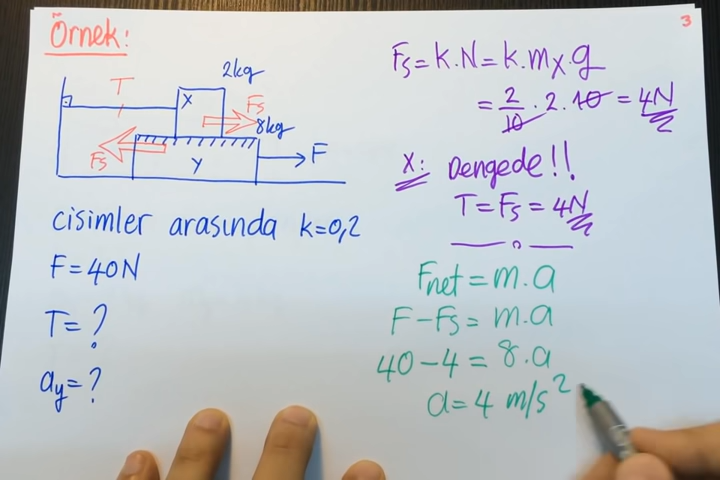 3
Örnek:
T
2kg
X
Fs
8kg
Fs
Y
F
cisimler arasında k=0,2
F=40N
T=?
ay=?
Fs=k.N=k.mx.g
=2/10.2.10=4N
X: Dengede!!
T=Fs=4N
Fnet=m.a
F-Fs=m.a
40-4=8.a
a=4 m/s²